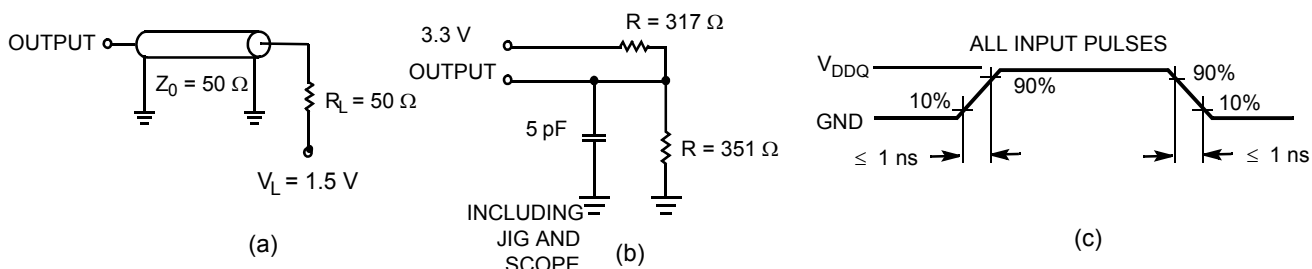 OUTPUT
Z0 = 50 Ω
RL = 50 Ω
VL = 1.5 V
(a)
R = 317 Ω
3.3 V
OUTPUT
5 pF
R = 351 Ω
INCLUDING
JIG AND
SCOPE
(b)
ALL INPUT PULSES
VDDQ
90%
90%
10%
10%
GND
≤ 1 ns
≤ 1 ns
(c)